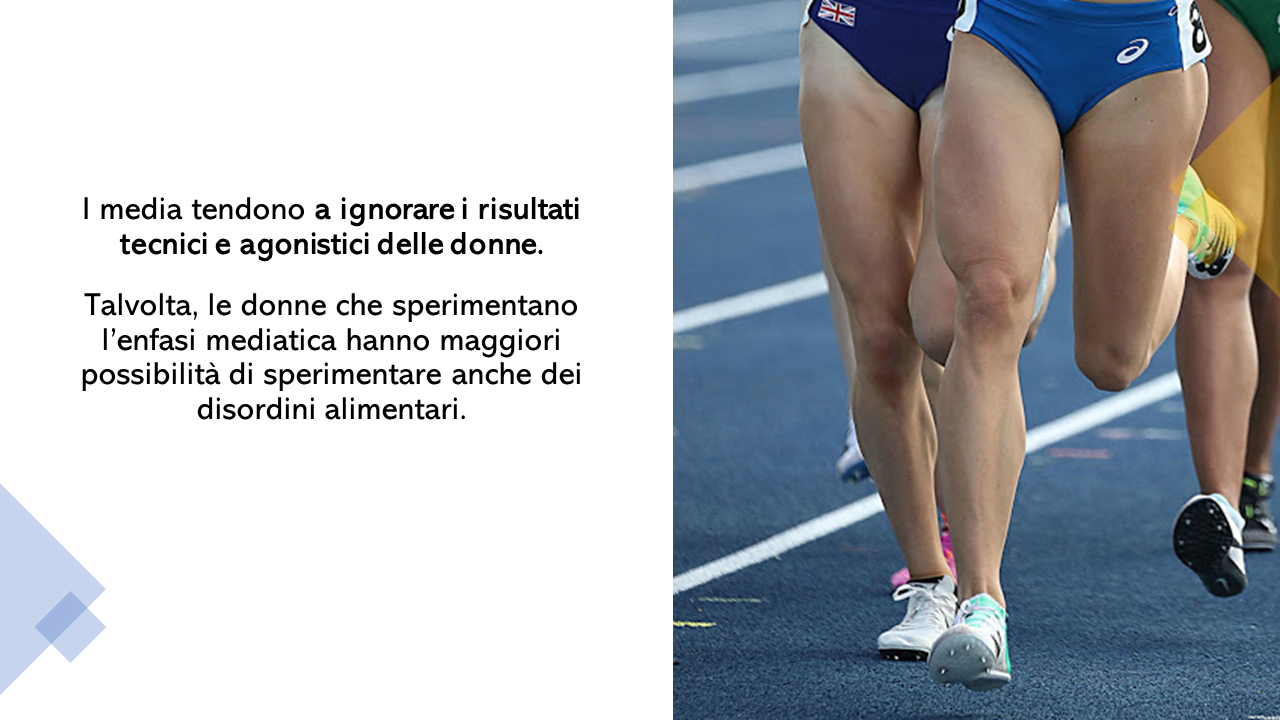 I media tendono a ignorare i risultati
tecnici e agonistici delle donne.
Talvolta, le donne che sperimentano
l’enfasi mediatica hanno maggiori
possibilità di sperimentare anche dei
disordini alimentari.
8